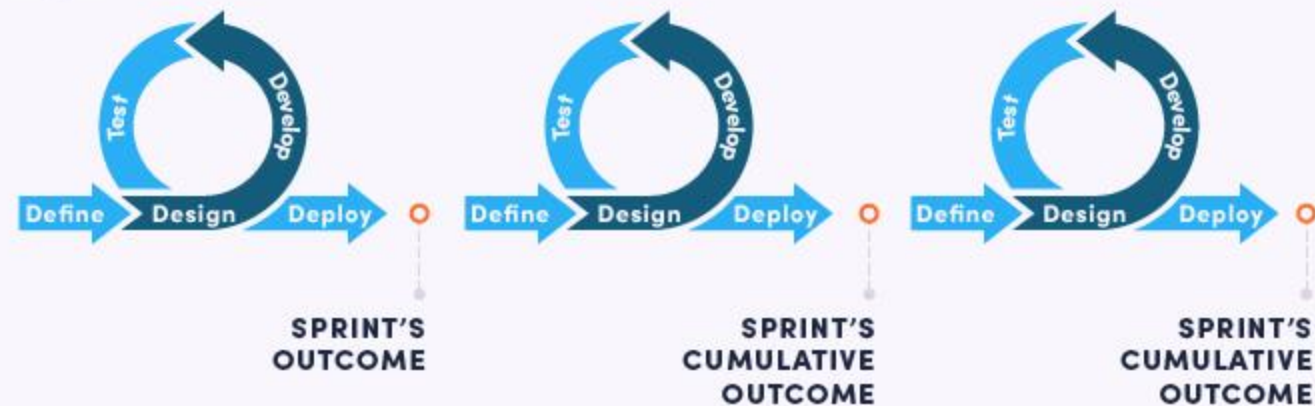 Test
Develop
Define
Design
Deploy
SPRINT'S
OUTCOME
Test
Develop
Define
Design
Deploy
SPRINT'S
CUMULATIVE
OUTCOME
Test
Develop
Define
Design
Deploy
SPRINT'S
CUMULATIVE
OUTCOME